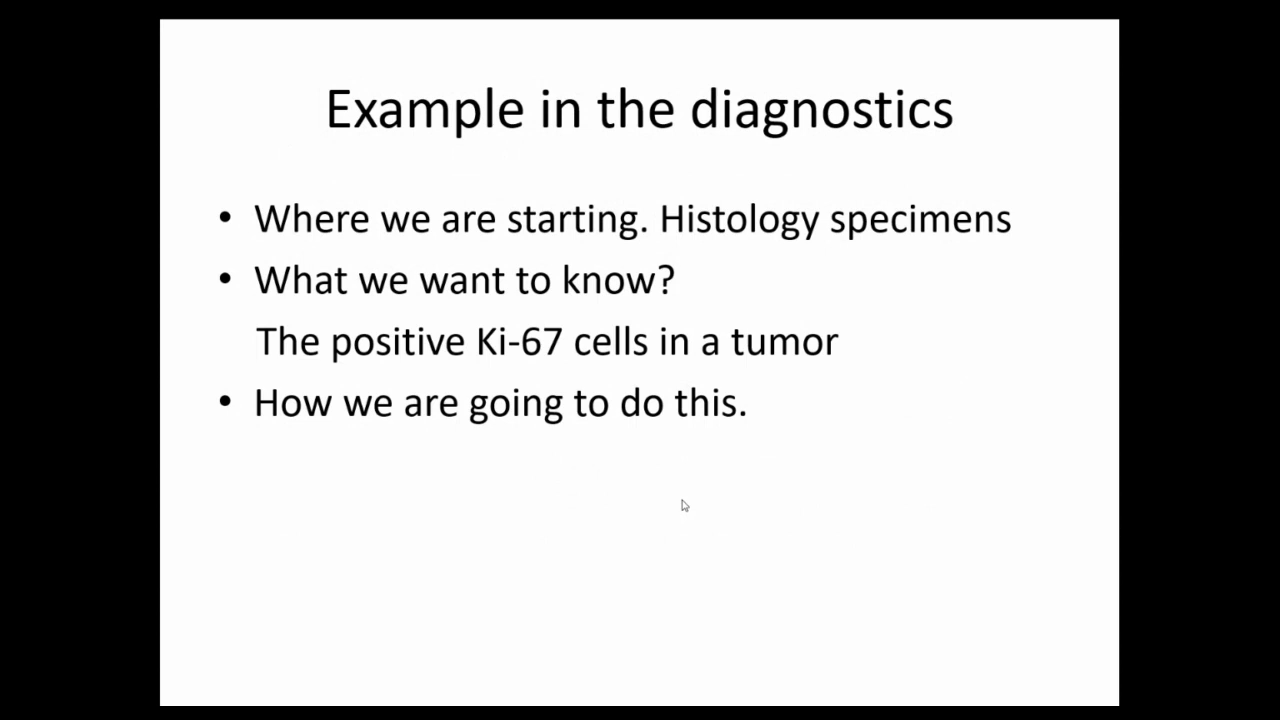 Example in the diagnostics
• Where we are starting. Histology specimens
• What we want to know?
The positive Ki-67 cells in a tumor
• How we are going to do this.